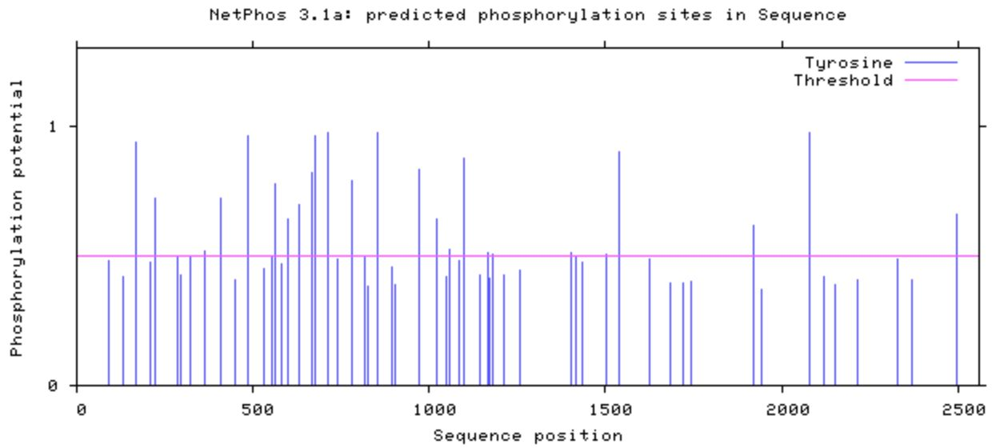 NetPhos 3.1a: predicted phosphorylation sites in Sequence
Tyrosine
Threshold
Phosphorylation potential
1
0
0 500 1000 1500 2000 2500
Sequence position